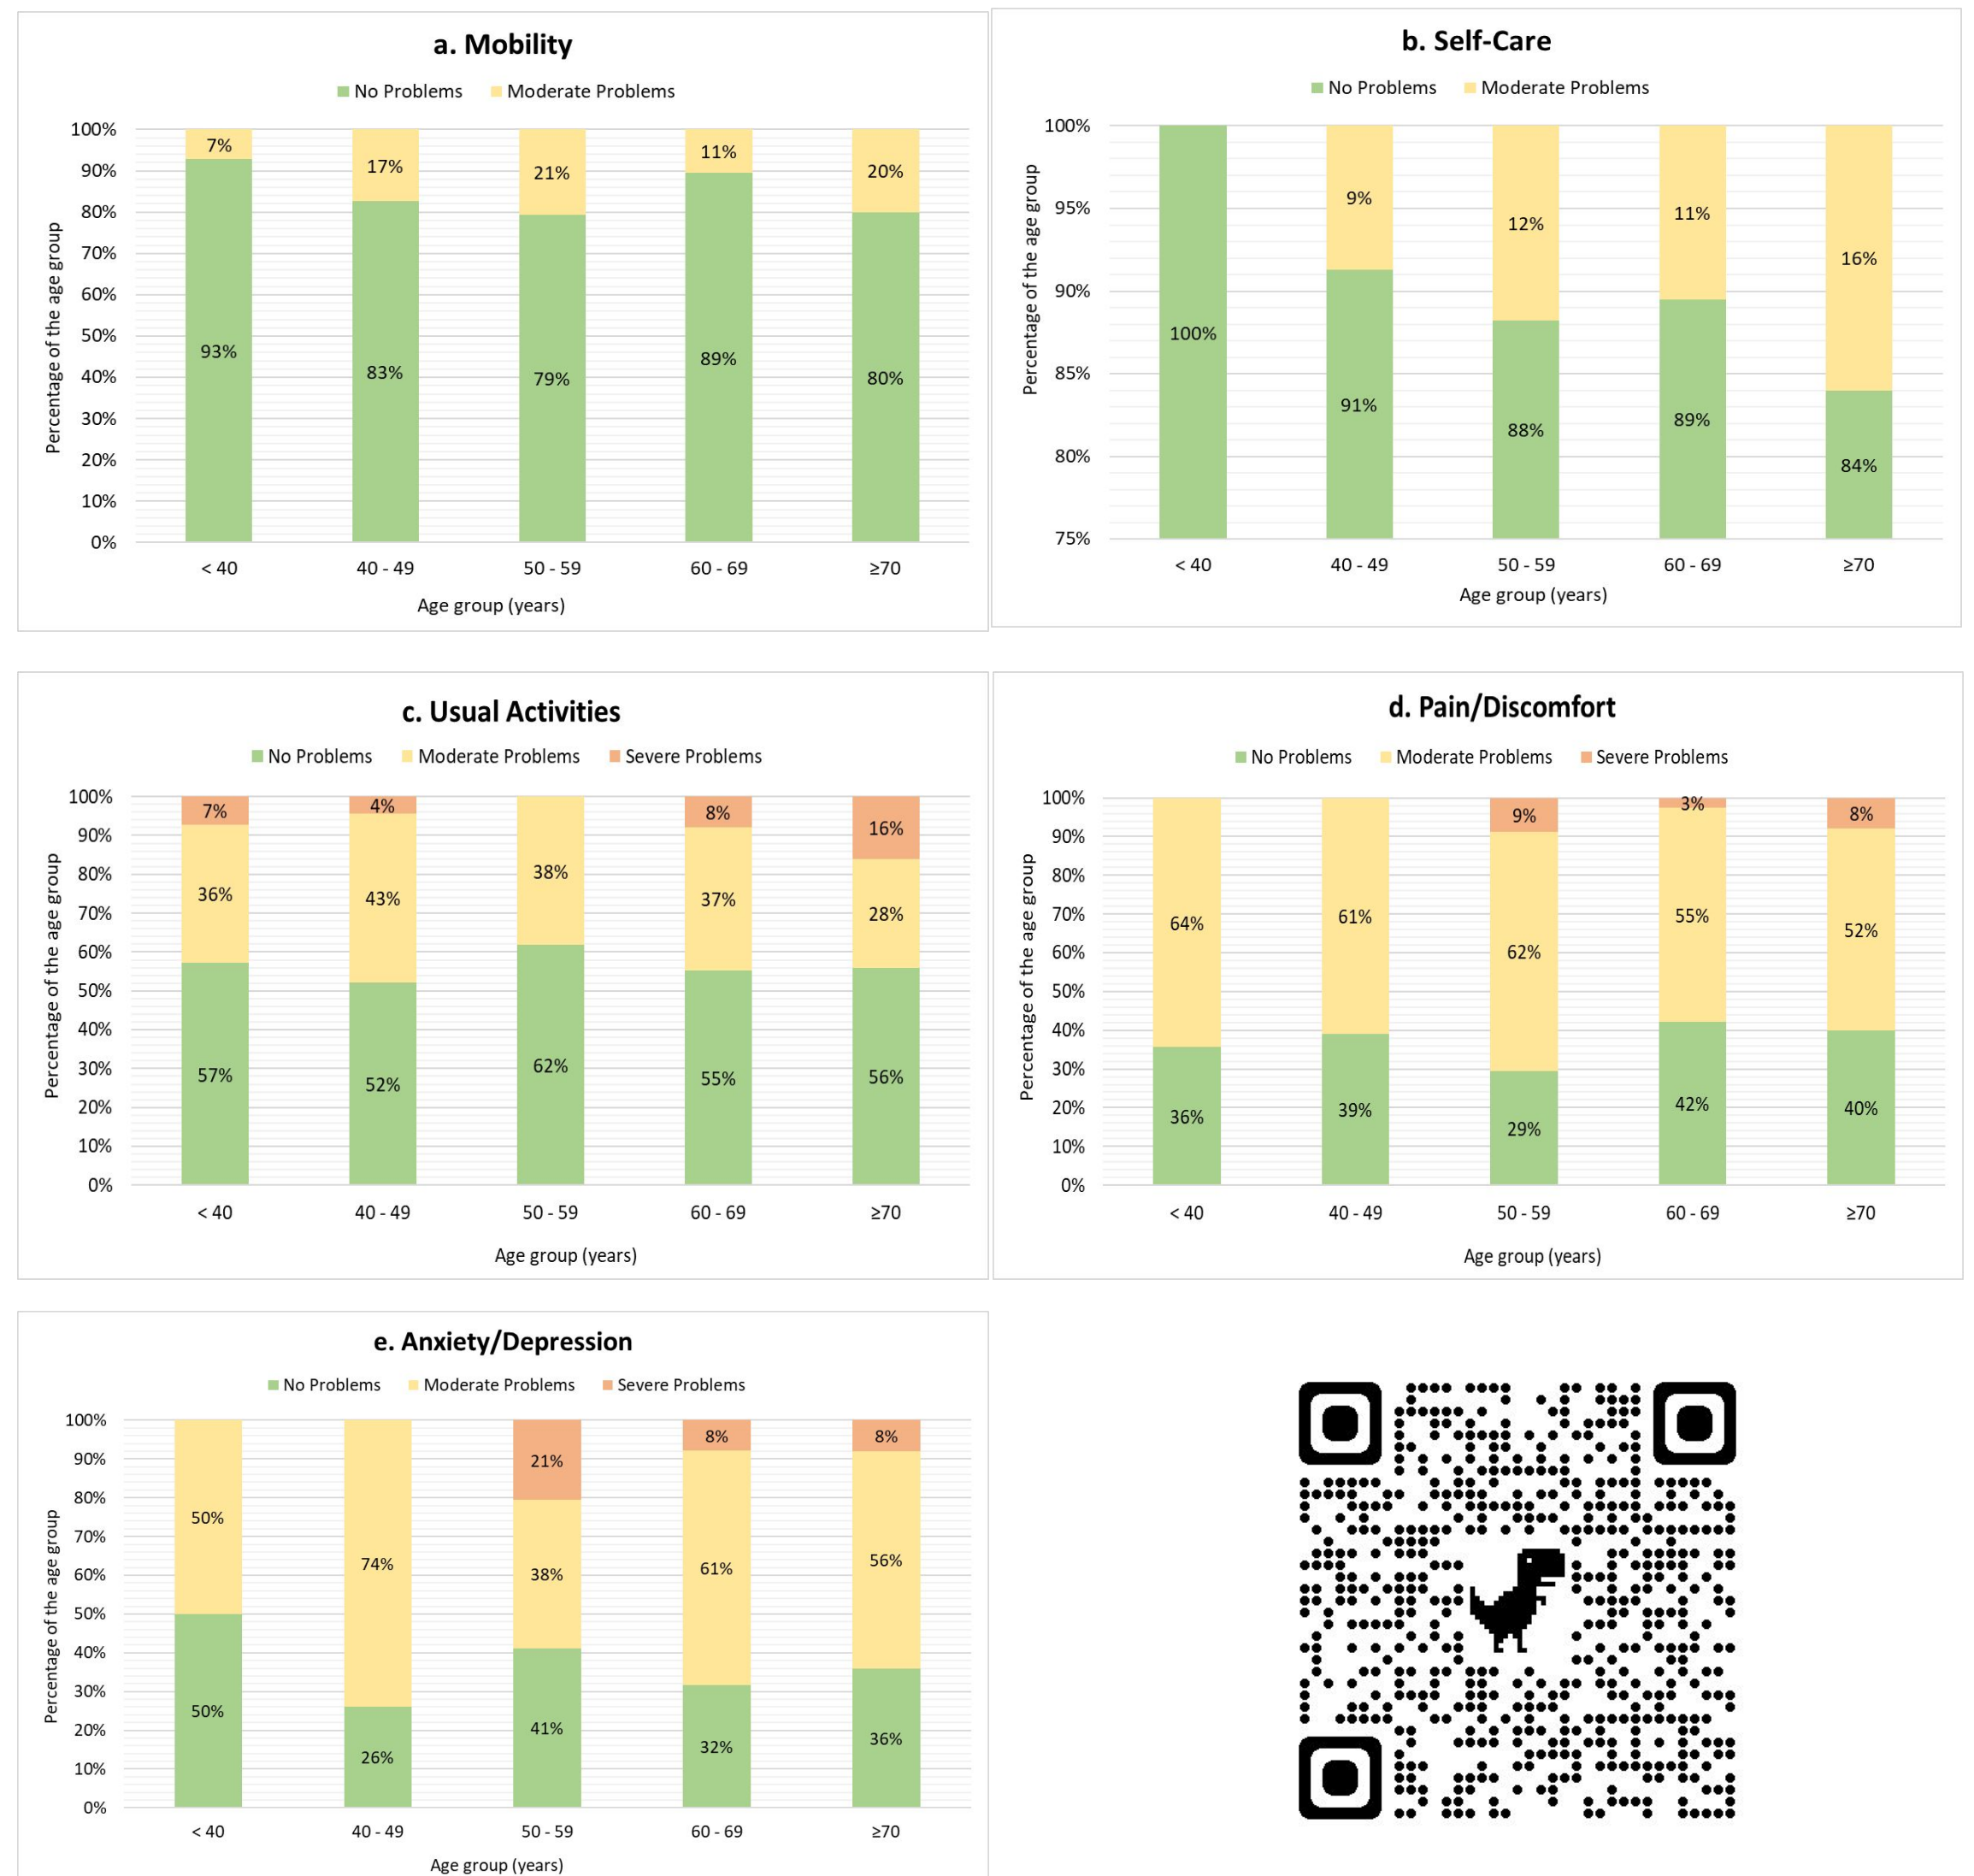 a. Mobility
No Problems Moderate Problems
100%
90%
80%
70%
60%
50%
40%
30%
20%
10%
0%
7% 17% 21% 11% 20%
93% 83% 79% 89% 80%
< 40 40 - 49 50 - 59 60 - 69 ≥70
Age group (years)
Percentage of the age group
b. Self-Care
No Problems Moderate Problems
100%
95%
90%
85%
80%
75%
9% 12% 11% 16%
100% 91% 88% 89% 84%
< 40 40 - 49 50 - 59 60 - 69 ≥70
Age group (years)
Percentage of the age group
c. Usual Activities
No Problems Moderate Problems Severe Problems
100%
90%
80%
70%
60%
50%
40%
30%
20%
10%
0%
7% 4% 8% 16%
36% 43% 38% 37% 28%
57% 52% 62% 55% 56%
< 40 40 - 49 50 - 59 60 - 69 ≥70
Age group (years)
Percentage of the age group
d. Pain/Discomfort
No Problems Moderate Problems Severe Problems
100%
90%
80%
70%
60%
50%
40%
30%
20%
10%
0%
9% 3% 8%
64% 61% 62% 55% 52%
36% 39% 29% 42% 40%
< 40 40 - 49 50 - 59 60 - 69 ≥70
Age group (years)
Percentage of the age group
e. Anxiety/Depression
No Problems Moderate Problems Severe Problems
100%
90%
80%
70%
60%
50%
40%
30%
20%
10%
0%
21% 8% 8%
50% 74% 38% 61% 56%
50% 26% 41% 32% 36%
< 40 40 - 49 50 - 59 60 - 69 ≥70
Age group (years)
Percentage of the age group